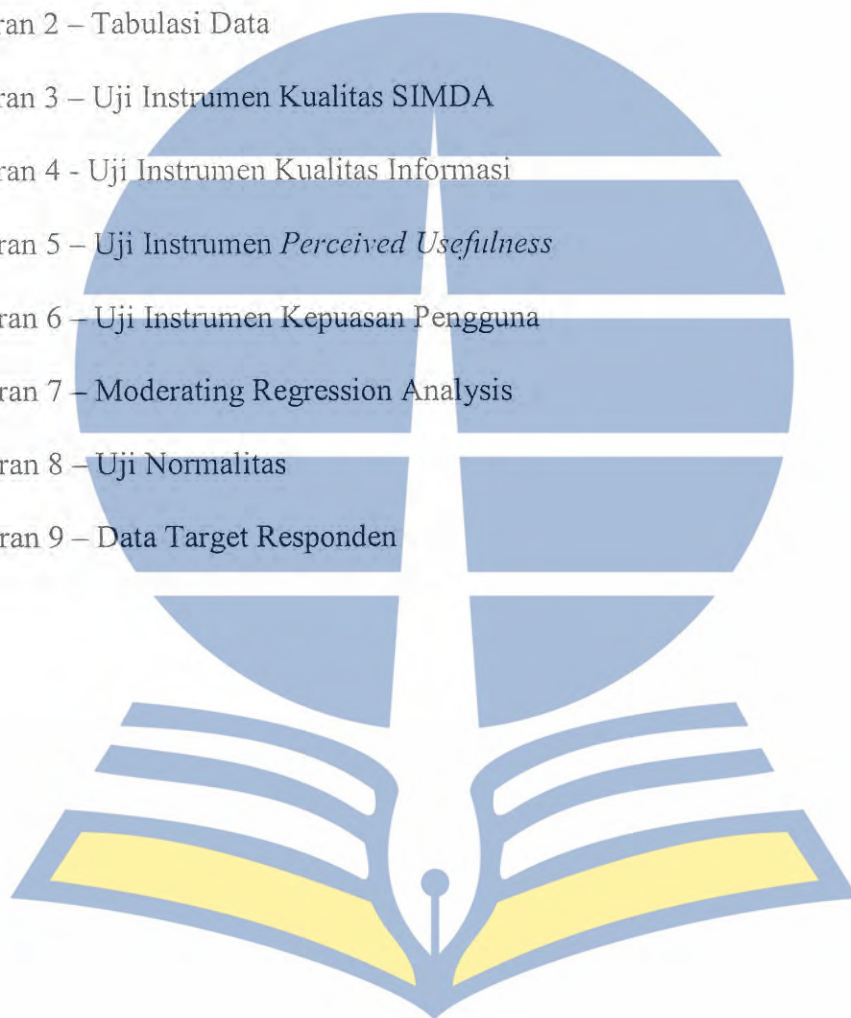 ran 2 – Tabulasi Data
ran 3 – Uji Instrumen Kualitas SIMDA
ran 4 - Uji Instrumen Kualitas Informasi
ran 5 – Uji Instrumen Perceived Usefulness
ran 6 – Uji Instrumen Kepuasan Pengguna
ran 7 – Moderating Regression Analysis
ran 8 – Uji Normalitas
ran 9 – Data Target Responden